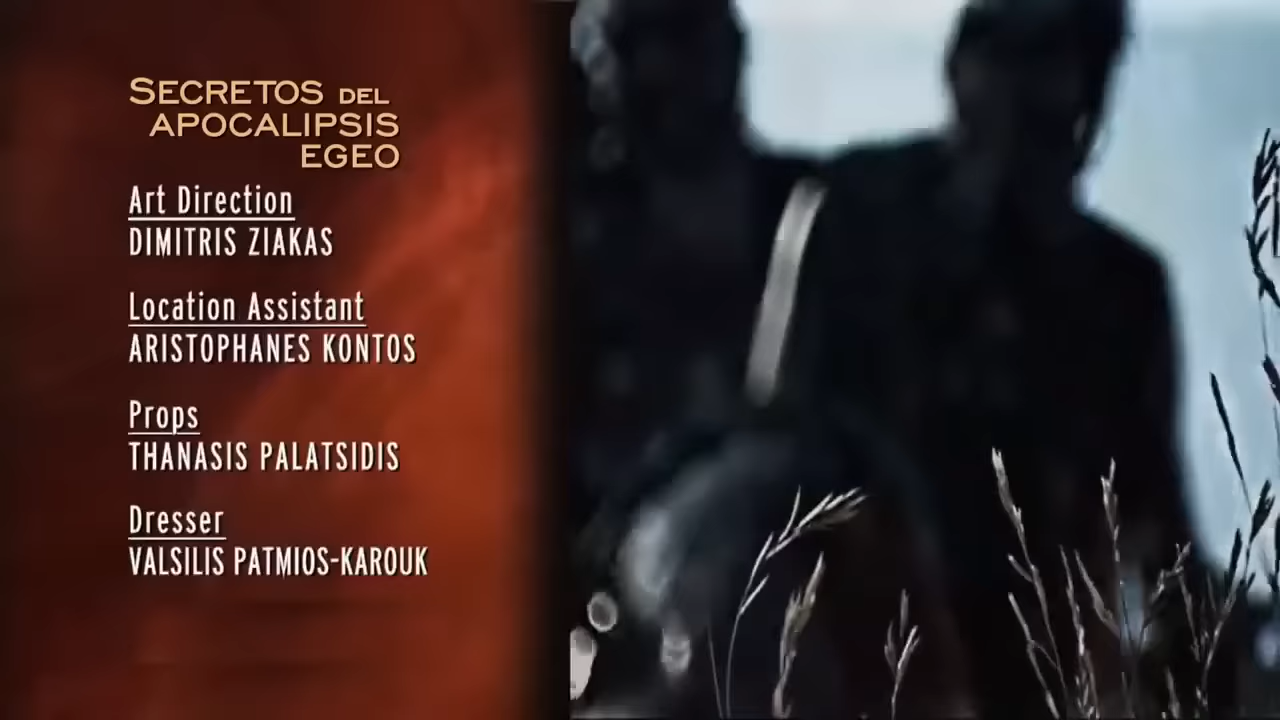 SECRETOS DEL
APOCALIPSIS
EGEO
Art Direction
DIMITRIS ZIAKAS
Location Assistant
ARISTOPHANES KONTOS
Props
THANASIS PALATSIDIS
Dresser
VALSILIS PATMIOS-KAROUK